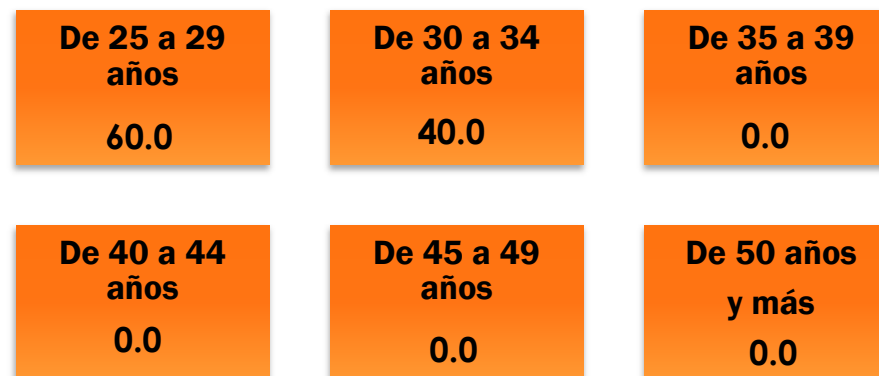 De 25 a 29
años
60.0
De 30 a 34
años
40.0
De 35 a 39
años
0.0
De 40 a 44
años
0.0
De 45 a 49
años
0.0
De 50 años
y más
0.0